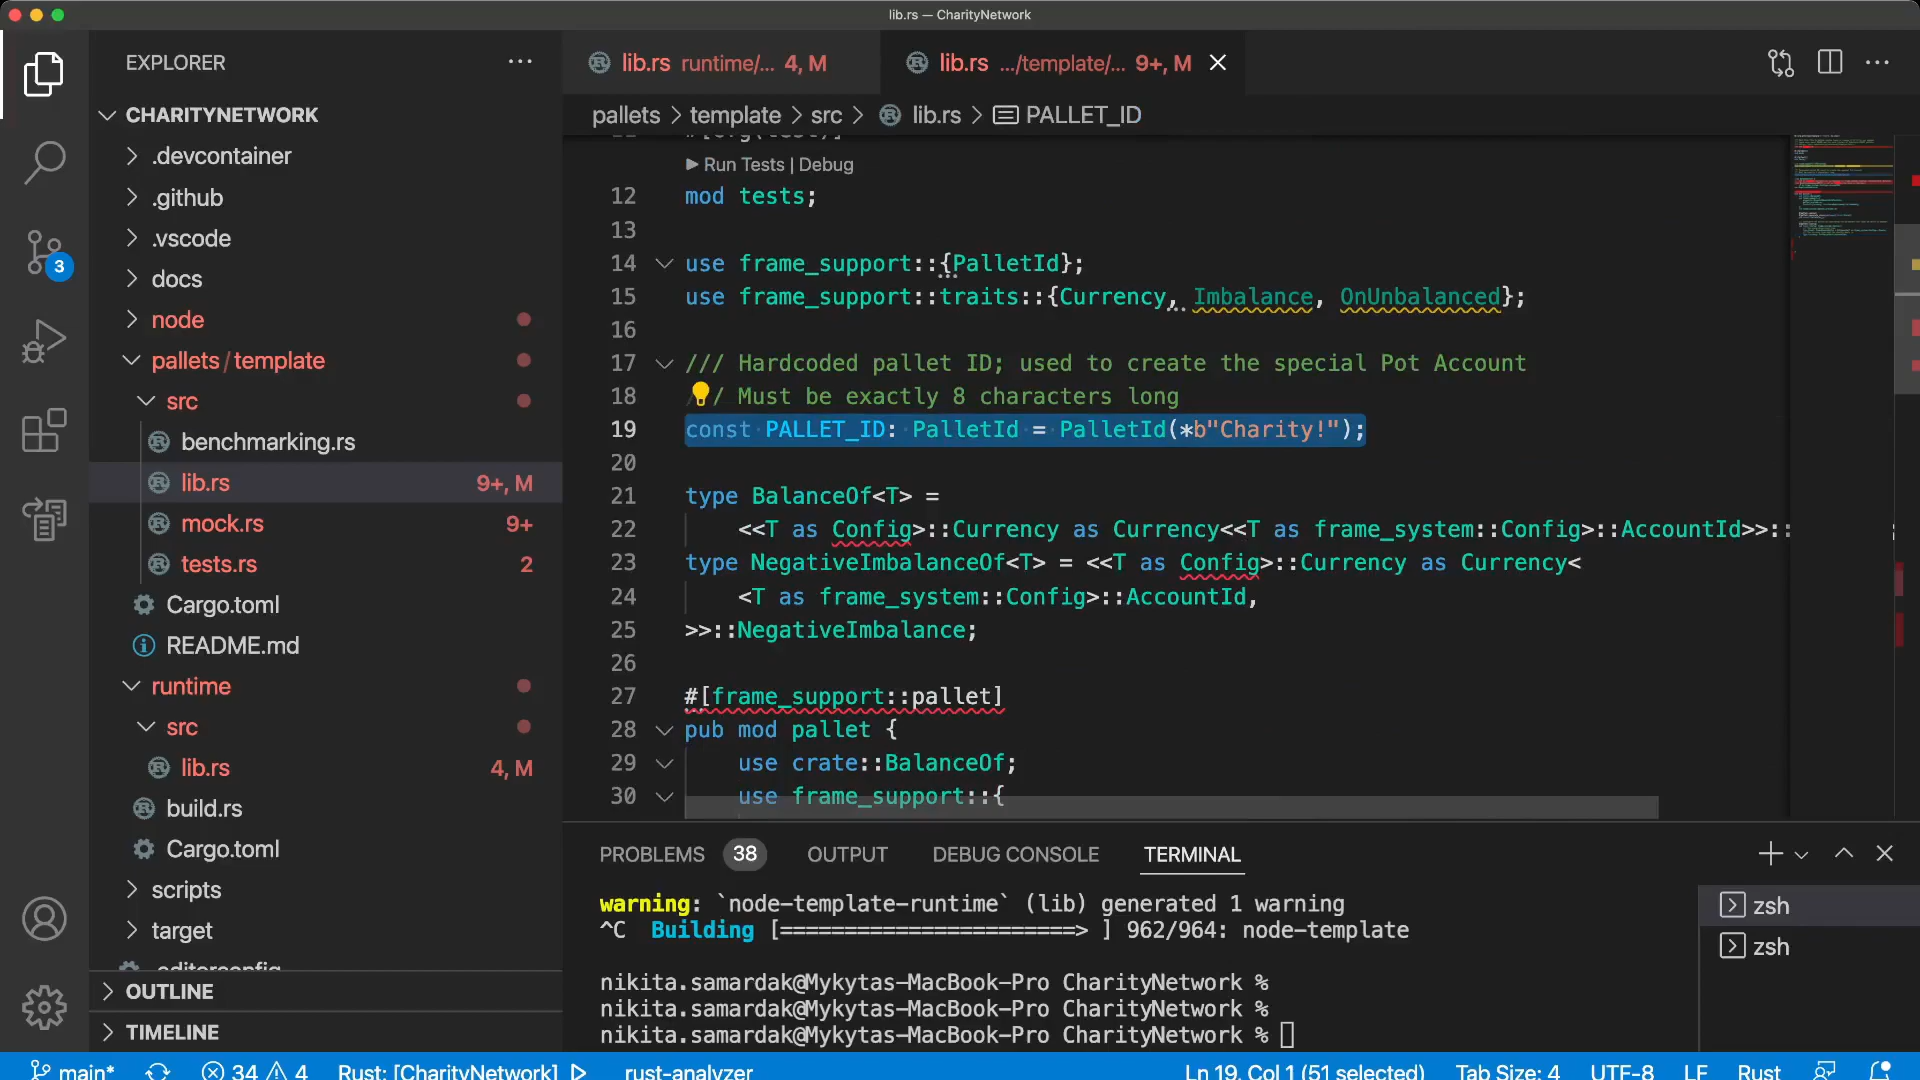 lib.rs — CharityNetwork
EXPLORER
CHARITYNETWORK
.devcontainer
.github
.vscode
docs
node
pallets / template
src
benchmarking.rs
lib.rs 9+, M
mock.rs 9+
tests.rs 2
Cargo.toml
README.md
runtime
src
lib.rs 4, M
build.rs
Cargo.toml
scripts
target
.editorconfig
OUTLINE
TIMELINE
3
lib.rs runtime/... 4, M
lib.rs .../template/... 9+, M
pallets > template > src > lib.rs > PALLET_ID
Run Tests | Debug
12 mod tests;
13
14 use frame_support::{PalletId};
15 use frame_support::traits::{Currency, Imbalance, OnUnbalanced};
16
17 /// Hardcoded pallet ID; used to create the special Pot Account
18 / Must be exactly 8 characters long
19 const PALLET_ID: PalletId = PalletId(*b"Charity!");
20
21 type BalanceOf<T> =
22 <<T as Config>::Currency as Currency<<T as frame_system::Config>::AccountId>>::
23 type NegativeImbalanceOf<T> = <<T as Config>::Currency as Currency<
24 <T as frame_system::Config>::AccountId,
25 >>::NegativeImbalance;
26
27 #[frame_support::pallet]
28 pub mod pallet {
29 use crate::BalanceOf;
30 use frame_support::{
PROBLEMS 38 OUTPUT DEBUG CONSOLE TERMINAL
warning: `node-template-runtime` (lib) generated 1 warning
^C Building [=======================> ] 962/964: node-template
nikita.samardak@Mykytas-MacBook-Pro CharityNetwork %
nikita.samardak@Mykytas-MacBook-Pro CharityNetwork %
nikita.samardak@Mykytas-MacBook-Pro CharityNetwork %
zsh
zsh
main* 34 4 Rust: [CharityNetwork] rust-analyzer Ln 19, Col 1 (51 selected) Tab Size: 4 UTF-8 LF Rust